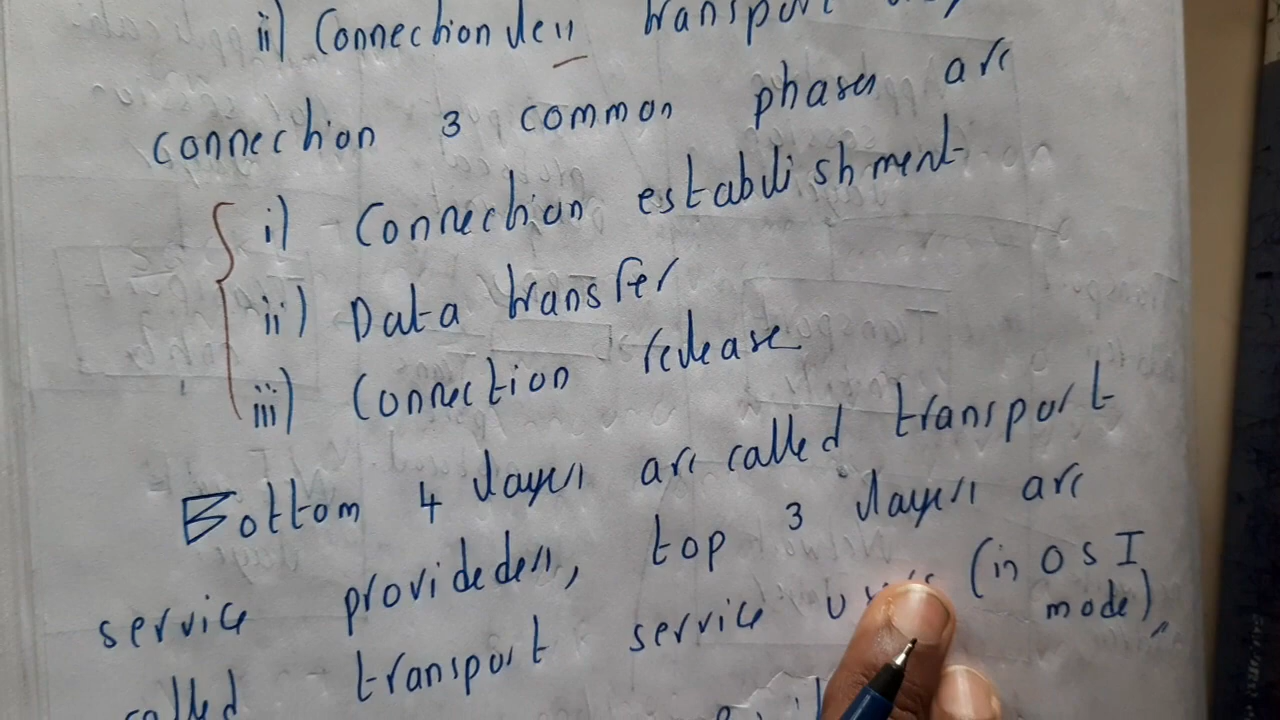 ii) Connectionless transport
connection 3 common phases are
i) Connection establishment
ii) Data transfer
iii) Connection release
Bottom 4 layers are called transport
service top 3 layers are
called transport service (in OSI
mode)